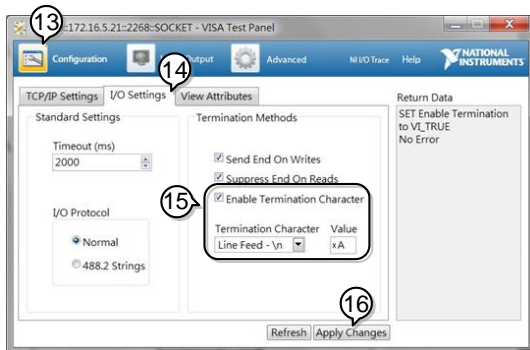 13
::172.16.5.21::2268::SOCKET - VISA Test Panel
Configuration
Output
Advanced
NI I/O Trace
Help
NATIONAL
INSTRUMENTS
14
TCP/IP Settings
I/O Settings
View Attributes
Return Data
Standard Settings
Termination Methods
SET Enable Termination
to VI_TRUE
No Error
Timeout (ms)
2000
Send End On Writes
Suppress End On Reads
15
Enable Termination Character
I/O Protocol
Termination Character
Value
Line Feed - \n
xA
Normal
488.2 Strings
16
Refresh
Apply Changes